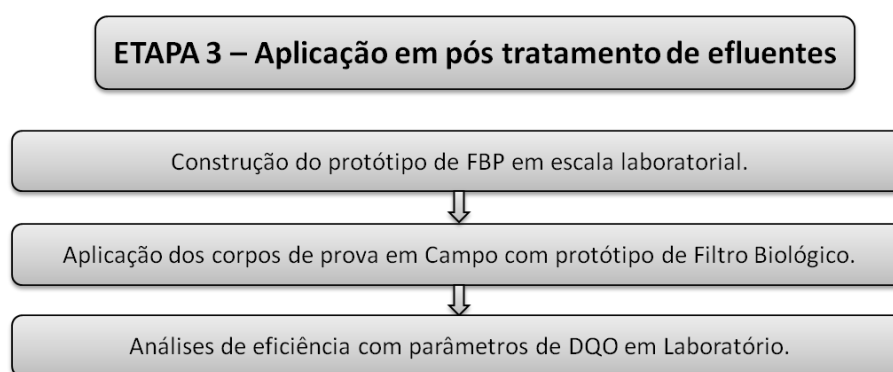 ETAPA 3 – Aplicação em pós tratamento de efluentes
Construção do protótipo de FBP em escala laboratorial.
Aplicação dos corpos de prova em Campo com protótipo de Filtro Biológico.
Análises de eficiência com parâmetros de DQO em Laboratório.